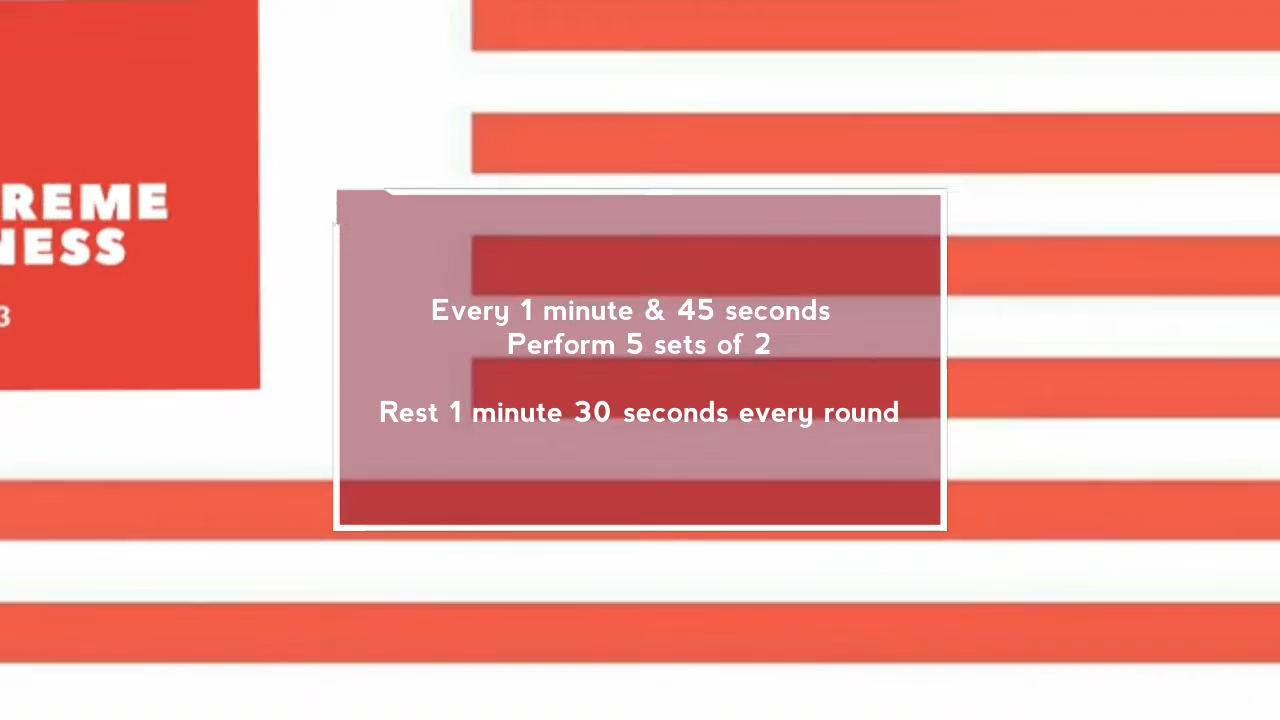 REME
NESS
3
Every 1 minute & 45 seconds
Perform 5 sets of 2
Rest 1 minute 30 seconds every round